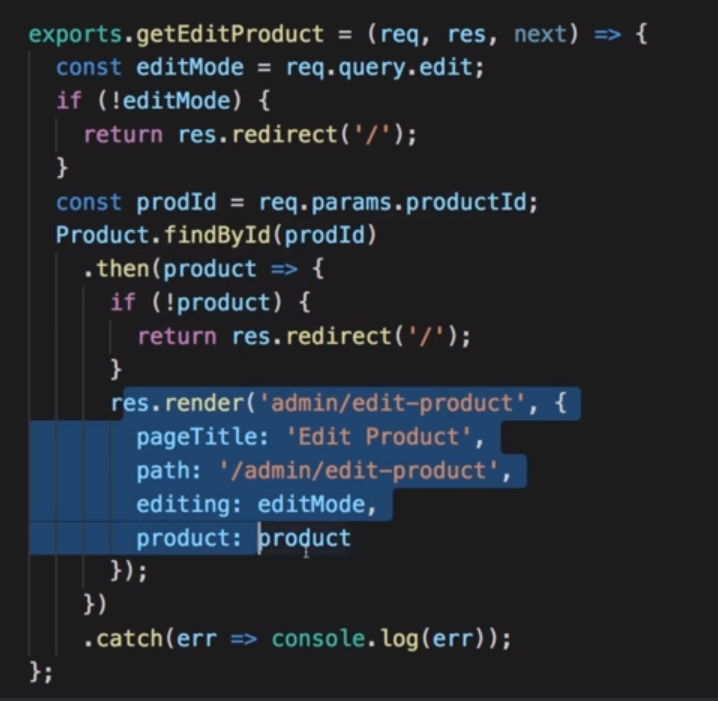 exports.getEditProduct = (req, res, next) => {
  const editMode = req.query.edit;
  if (!editMode) {
    return res.redirect('/');
  }
  const prodId = req.params.productId;
  Product.findById(prodId)
    .then(product => {
      if (!product) {
        return res.redirect('/');
      }
      res.render('admin/edit-product', {
        pageTitle: 'Edit Product',
        path: '/admin/edit-product',
        editing: editMode,
        product: product
      });
    })
    .catch(err => console.log(err));
};